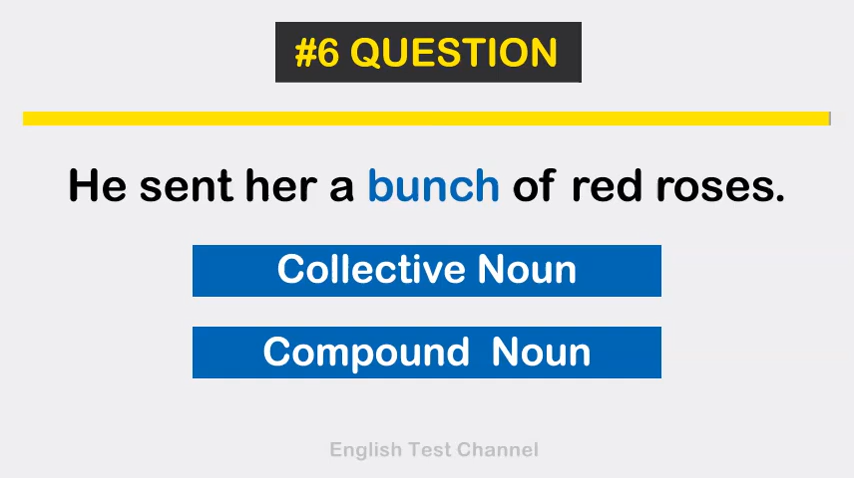 #6 QUESTION
He sent her a bunch of red roses.
Collective Noun
Compound Noun
English Test Channel